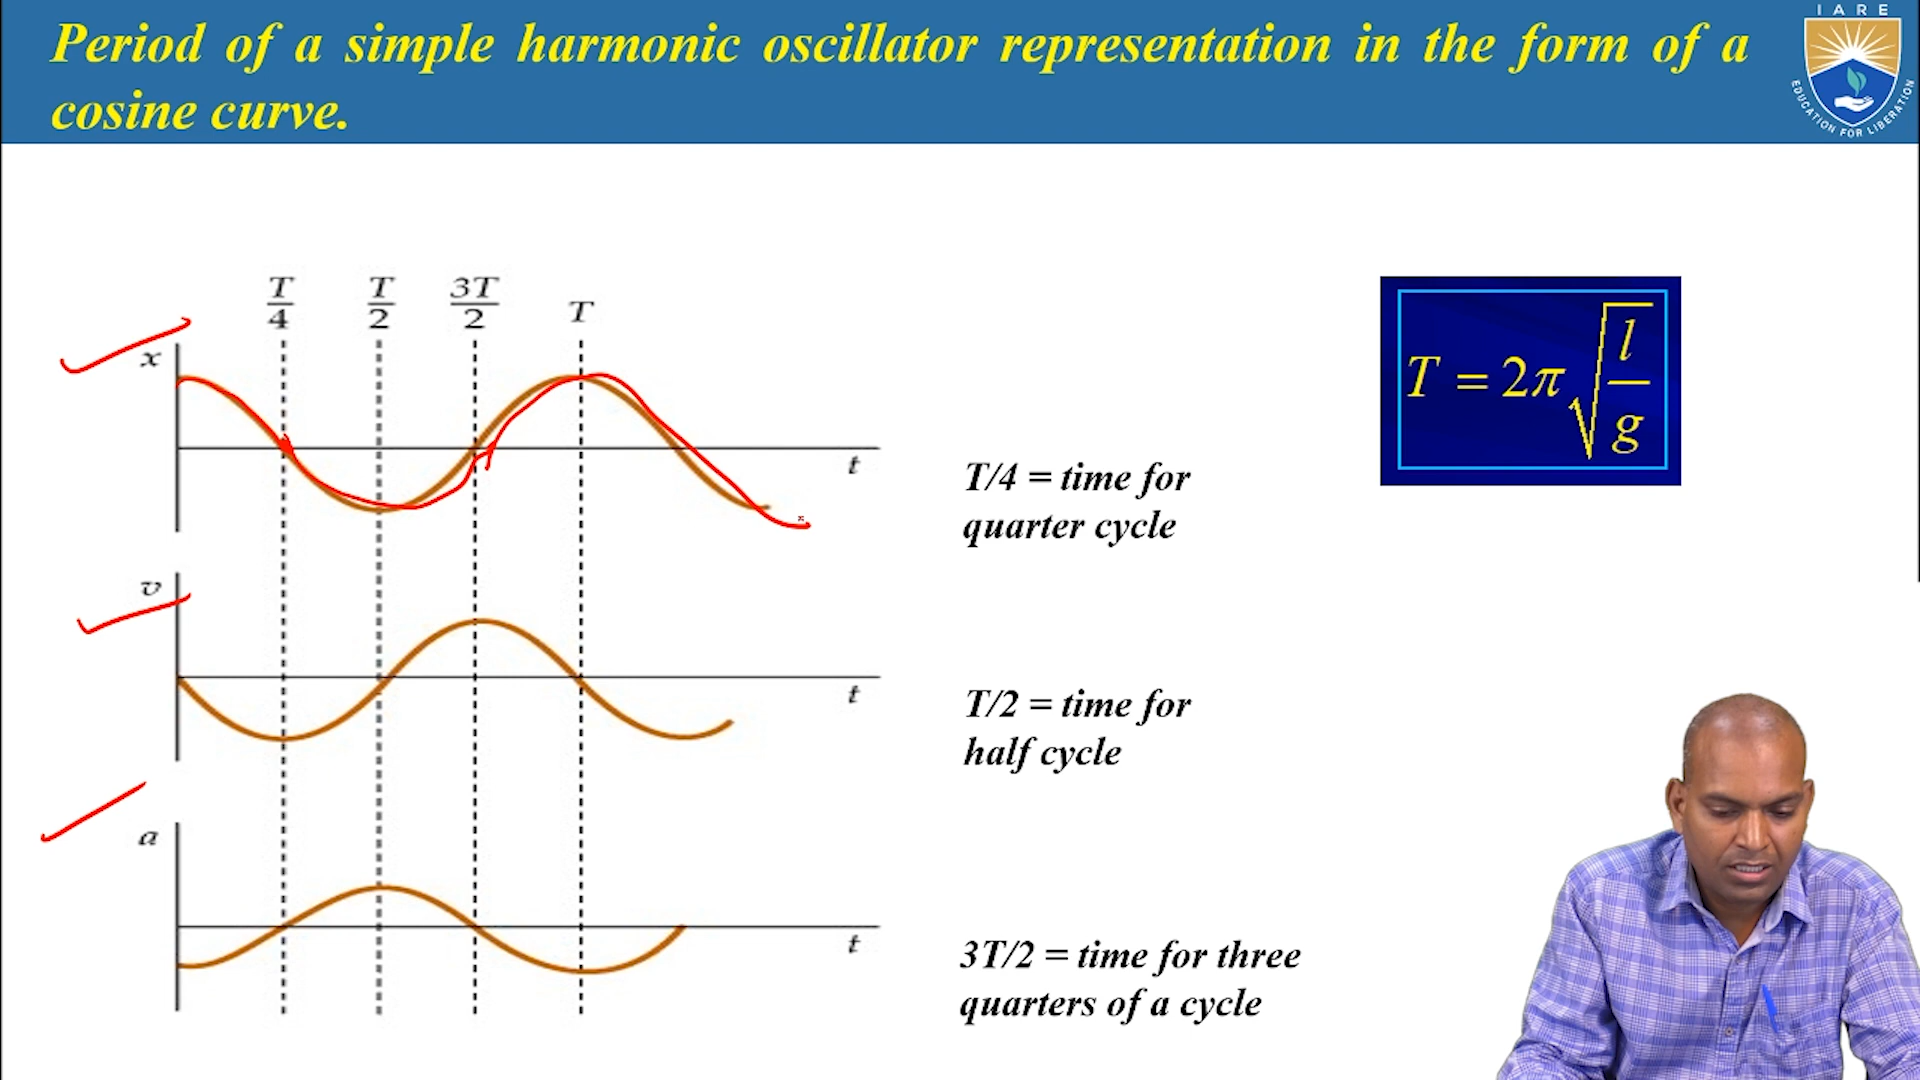 Period of a simple harmonic oscillator representation in the form of a
cosine curve.
IARE
EDUCATION FOR LIBERATION
T/4 T/2 3T/2 T
x
t
v
t
a
t
T = 2π√(l/g)
T/4 = time for
quarter cycle
T/2 = time for
half cycle
3T/2 = time for three
quarters of a cycle